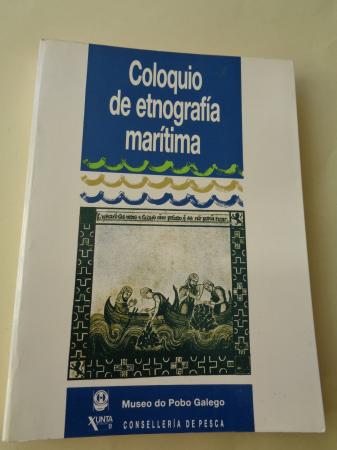 Coloquio
de etnografía
marítima
Museo do Pobo Galego
XUNTA
CONSELLERÍA DE PESCA